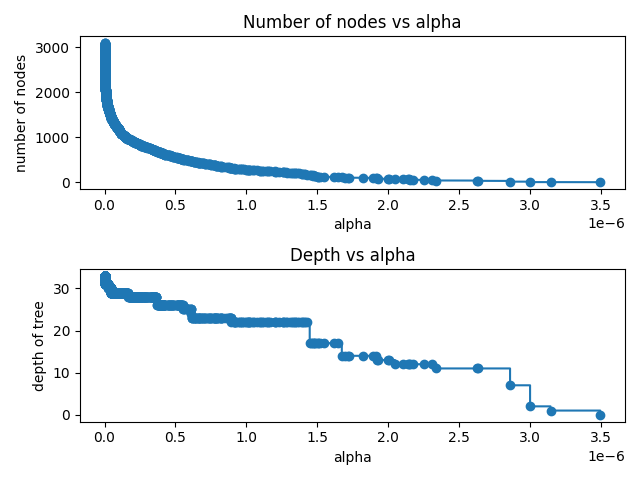 Number of nodes vs alpha
number of nodes
3000
2000
1000
0
0.0 0.5 1.0 1.5 2.0 2.5 3.0 3.5
1e−6
alpha
Depth vs alpha
depth of tree
30
20
10
0
0.0 0.5 1.0 1.5 2.0 2.5 3.0 3.5
1e−6
alpha